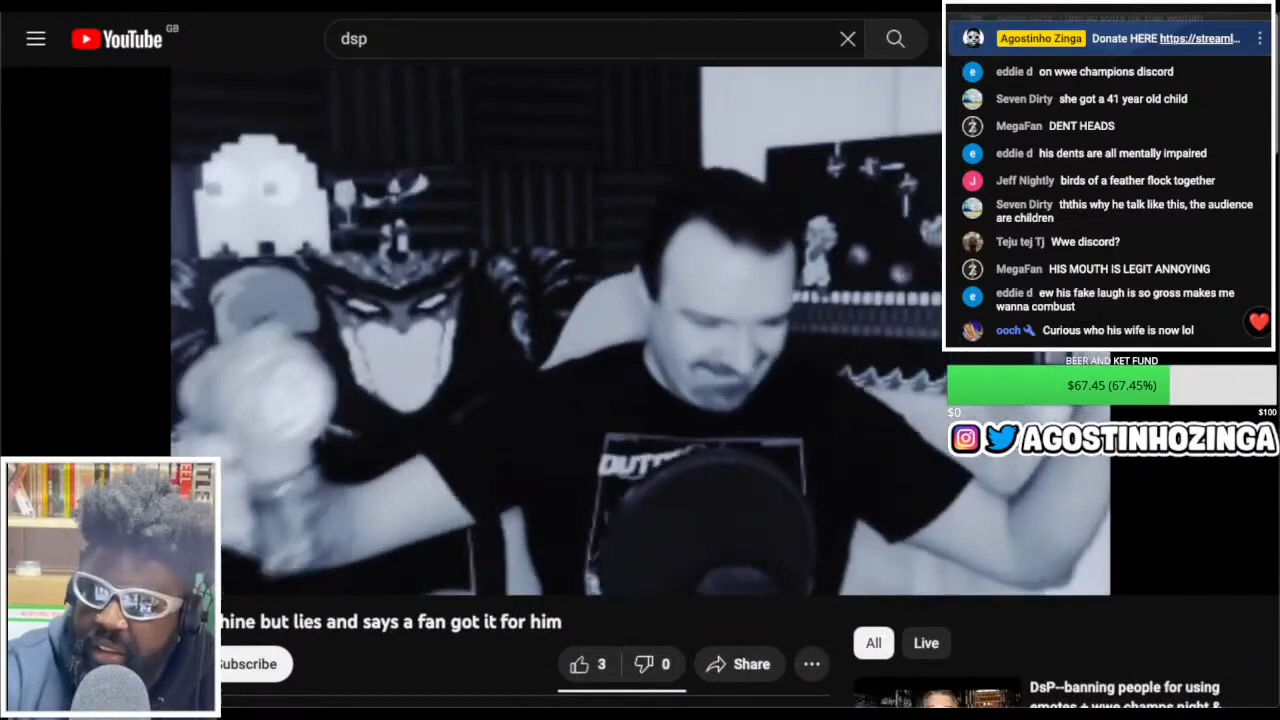 YouTube GB
dsp
hine but lies and says a fan got it for him
ubscribe
3
0
Share
All
Live
DsP--banning people for using
emotes + wwe champs night &
Agostinho Zinga Donate HERE https://streaml...
eddie d on wwe champions discord
Seven Dirty she got a 41 year old child
MegaFan DENT HEADS
eddie d his dents are all mentally impaired
Jeff Nightly birds of a feather flock together
Seven Dirty ththis why he talk like this, the audience
are children
Teju tej Tj Wwe discord?
MegaFan HIS MOUTH IS LEGIT ANNOYING
eddie d ew his fake laugh is so gross makes me
wanna combust
ooch Curious who his wife is now lol
BEER AND KET FUND
$67.45 (67.45%)
$0
$100
AGOSTINHOZINGA